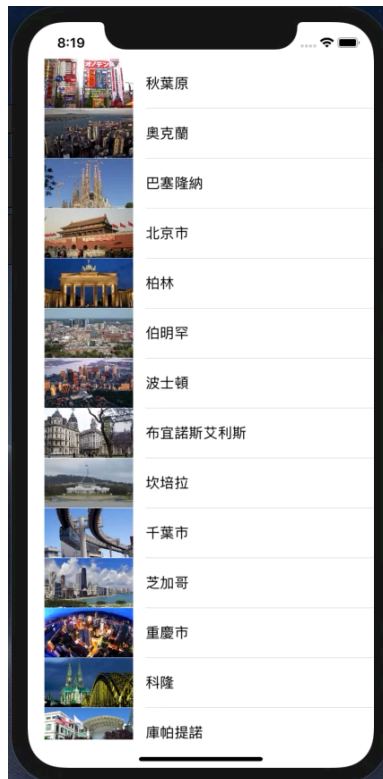 8:19
秋葉原
奧克蘭
巴塞隆納
北京市
柏林
伯明罕
波士頓
布宜諾斯艾利斯
坎培拉
千葉市
芝加哥
重慶市
科隆
庫帕提諾